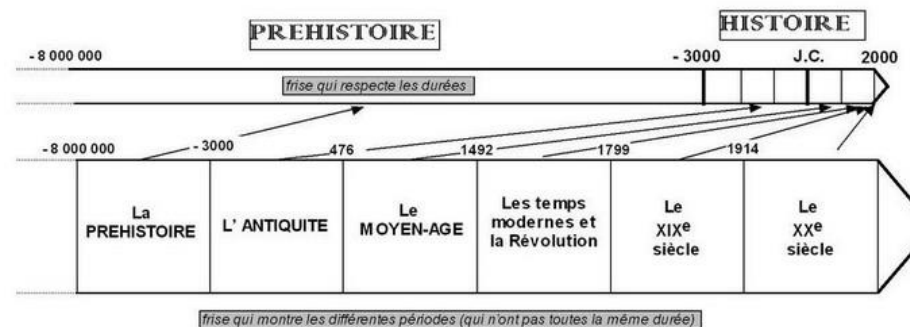 PREHISTOIRE
HISTOIRE
- 8 000 000
- 3000
J.C.
2000
frise qui respecte les durées
- 8 000 000
- 3000
476
1492
1799
1914
La
PREHISTOIRE
L' ANTIQUITE
Le
MOYEN-AGE
Les temps
modernes et
la Révolution
Le
XIXe
siècle
Le
XXe
siècle
frise qui montre les différentes périodes (qui n'ont pas toutes la même durée)